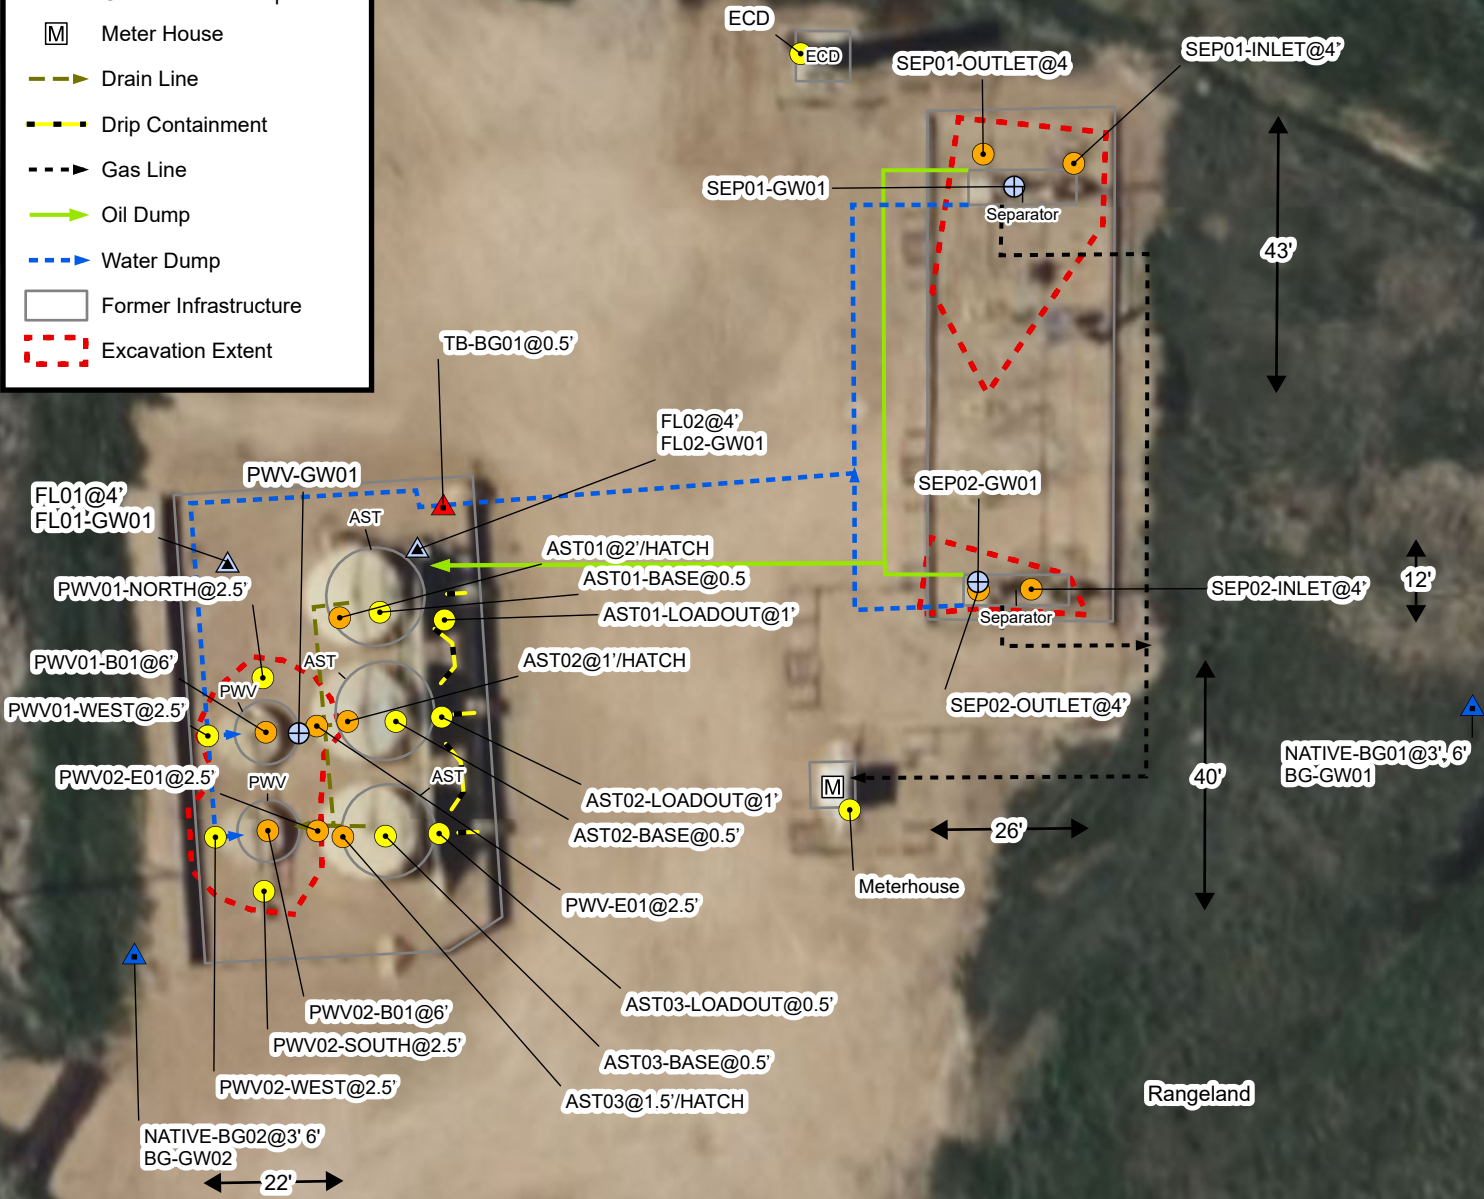 M Meter House
Drain Line
Drip Containment
Gas Line
Oil Dump
Water Dump
Former Infrastructure
Excavation Extent
ECD
ECD
SEP01-OUTLET@4
SEP01-INLET@4'
SEP01-GW01
Separator
43'
TB-BG01@0.5'
FL02@4'
FL02-GW01
PWV-GW01
SEP02-GW01
FL01@4'
FL01-GW01
AST
AST01@2'/HATCH
AST01-BASE@0.5
PWV01-NORTH@2.5'
AST01-LOADOUT@1'
SEP02-INLET@4'
12'
Separator
PWV01-B01@6'
AST
AST02@1'/HATCH
PWV
PWV01-WEST@2.5'
SEP02-OUTLET@4'
NATIVE-BG01@3', 6'
BG-GW01
PWV02-E01@2.5'
PWV
AST
40'
M
AST02-LOADOUT@1'
AST02-BASE@0.5'
26'
Meterhouse
PWV-E01@2.5'
AST03-LOADOUT@0.5'
PWV02-B01@6'
PWV02-SOUTH@2.5'
AST03-BASE@0.5'
PWV02-WEST@2.5'
AST03@1.5'/HATCH
Rangeland
NATIVE-BG02@3' 6'
BG-GW02
22'